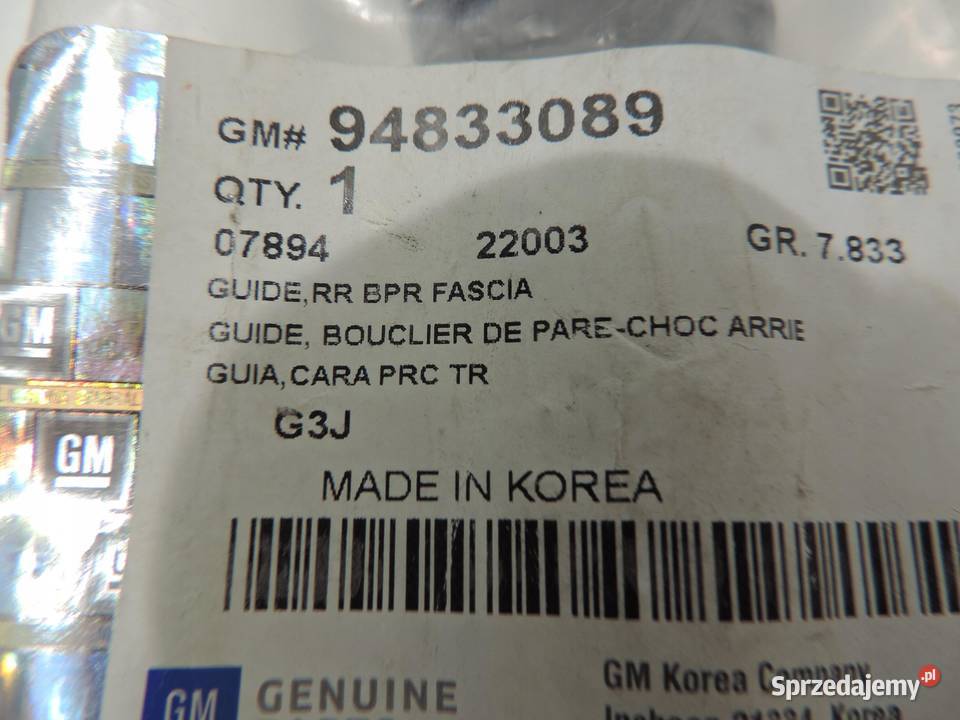 GM# 94833089
QTY. 1
07894 22003 GR. 7.833
GUIDE,RR BPR FASCIA
GUIDE, BOUCLIER DE PARE-CHOC ARRIE
GUIA,CARA PRC TR
G3J
MADE IN KOREA
GM
GM
GM GENUINE
GM Korea Company
Korea
Sprzedajemy.pl